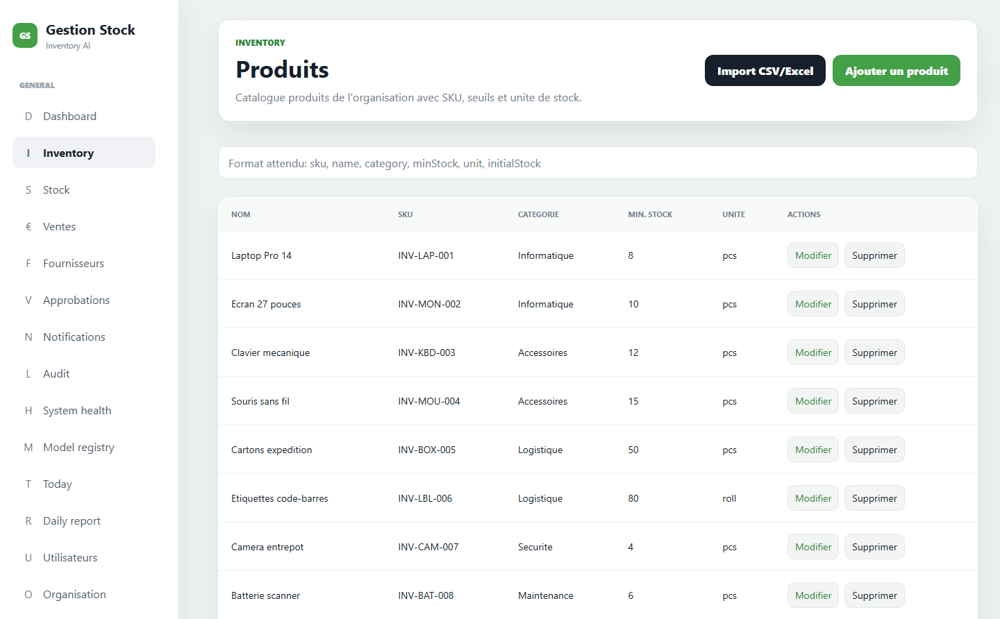 GS
Gestion Stock
Inventory AI
GENERAL
D Dashboard
I Inventory
S Stock
€ Ventes
F Fournisseurs
V Approbations
N Notifications
L Audit
H System health
M Model registry
T Today
R Daily report
U Utilisateurs
O Organisation
INVENTORY
Produits
Catalogue produits de l'organisation avec SKU, seuils et unite de stock.
Import CSV/Excel
Ajouter un produit
Format attendu: sku, name, category, minStock, unit, initialStock
NOM SKU CATEGORIE MIN. STOCK UNITE ACTIONS
Laptop Pro 14 INV-LAP-001 Informatique 8 pcs Modifier Supprimer
Ecran 27 pouces INV-MON-002 Informatique 10 pcs Modifier Supprimer
Clavier mecanique INV-KBD-003 Accessoires 12 pcs Modifier Supprimer
Souris sans fil INV-MOU-004 Accessoires 15 pcs Modifier Supprimer
Cartons expedition INV-BOX-005 Logistique 50 pcs Modifier Supprimer
Etiquettes code-barres INV-LBL-006 Logistique 80 roll Modifier Supprimer
Camera entrepot INV-CAM-007 Securite 4 pcs Modifier Supprimer
Batterie scanner INV-BAT-008 Maintenance 6 pcs Modifier Supprimer